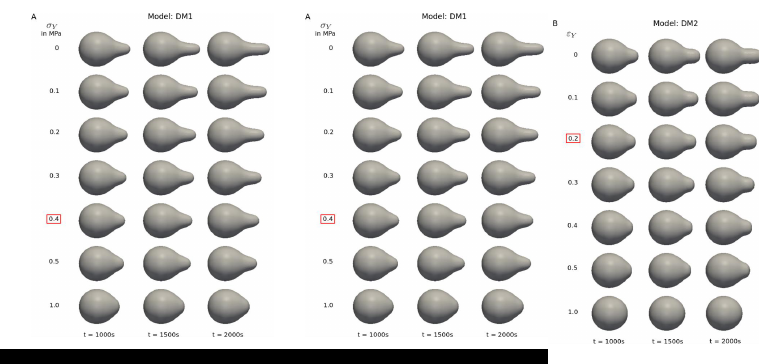 A
Model: DM1
σY
in MPa
0
0.1
0.2
0.3
0.4
0.5
1.0
t = 1000s t = 1500s t = 2000s
A
Model: DM1
σY
in MPa
0
0.1
0.2
0.3
0.4
0.5
1.0
t = 1000s t = 1500s t = 2000s
B
Model: DM2
εY
0
0.1
0.2
0.3
0.4
0.5
1.0
t = 1000s t = 1500s t = 2000s